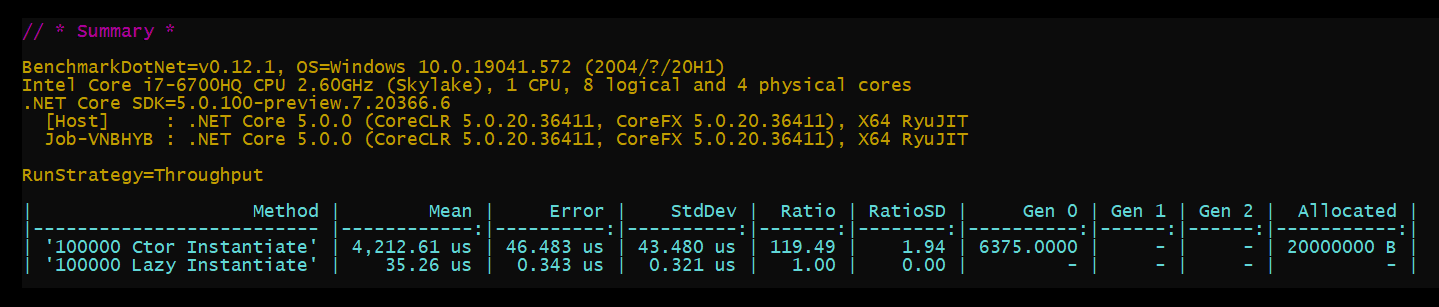 // * Summary *
BenchmarkDotNet=v0.12.1, OS=Windows 10.0.19041.572 (2004/?/20H1)
Intel Core i7-6700HQ CPU 2.60GHz (Skylake), 1 CPU, 8 logical and 4 physical cores
.NET Core SDK=5.0.100-preview.7.20366.6
  [Host]     : .NET Core 5.0.0 (CoreCLR 5.0.20.36411, CoreFX 5.0.20.36411), X64 RyuJIT
  Job-VNBHYB : .NET Core 5.0.0 (CoreCLR 5.0.20.36411, CoreFX 5.0.20.36411), X64 RyuJIT
RunStrategy=Throughput
|                    Method |        Mean |     Error |    StdDev |  Ratio | RatioSD |     Gen 0 | Gen 1 | Gen 2 |  Allocated |
|-------------------------- |------------:|----------:|----------:|-------:|--------:|----------:|------:|------:|-----------:|
| '100000 Ctor Instantiate' | 4,212.61 us | 46.483 us | 43.480 us | 119.49 |    1.94 | 6375.0000 |     - |     - | 20000000 B |
| '100000 Lazy Instantiate' |    35.26 us |  0.343 us |  0.321 us |   1.00 |    0.00 |         - |     - |     - |          - |